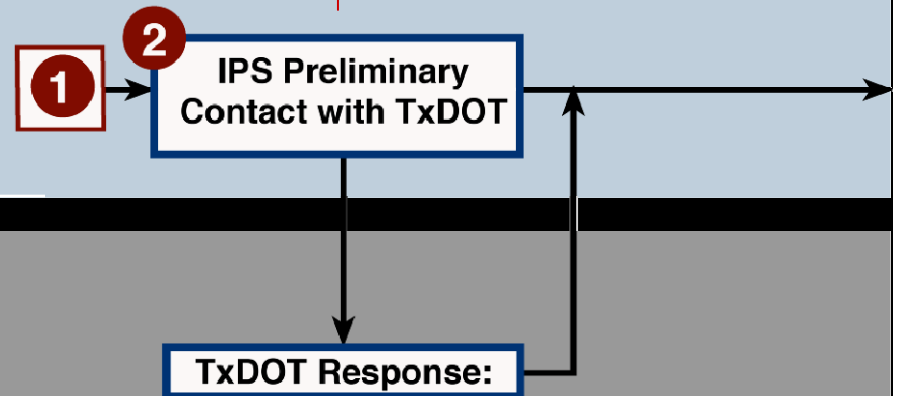 2
1
IPS Preliminary
Contact with TxDOT
TxDOT Response: